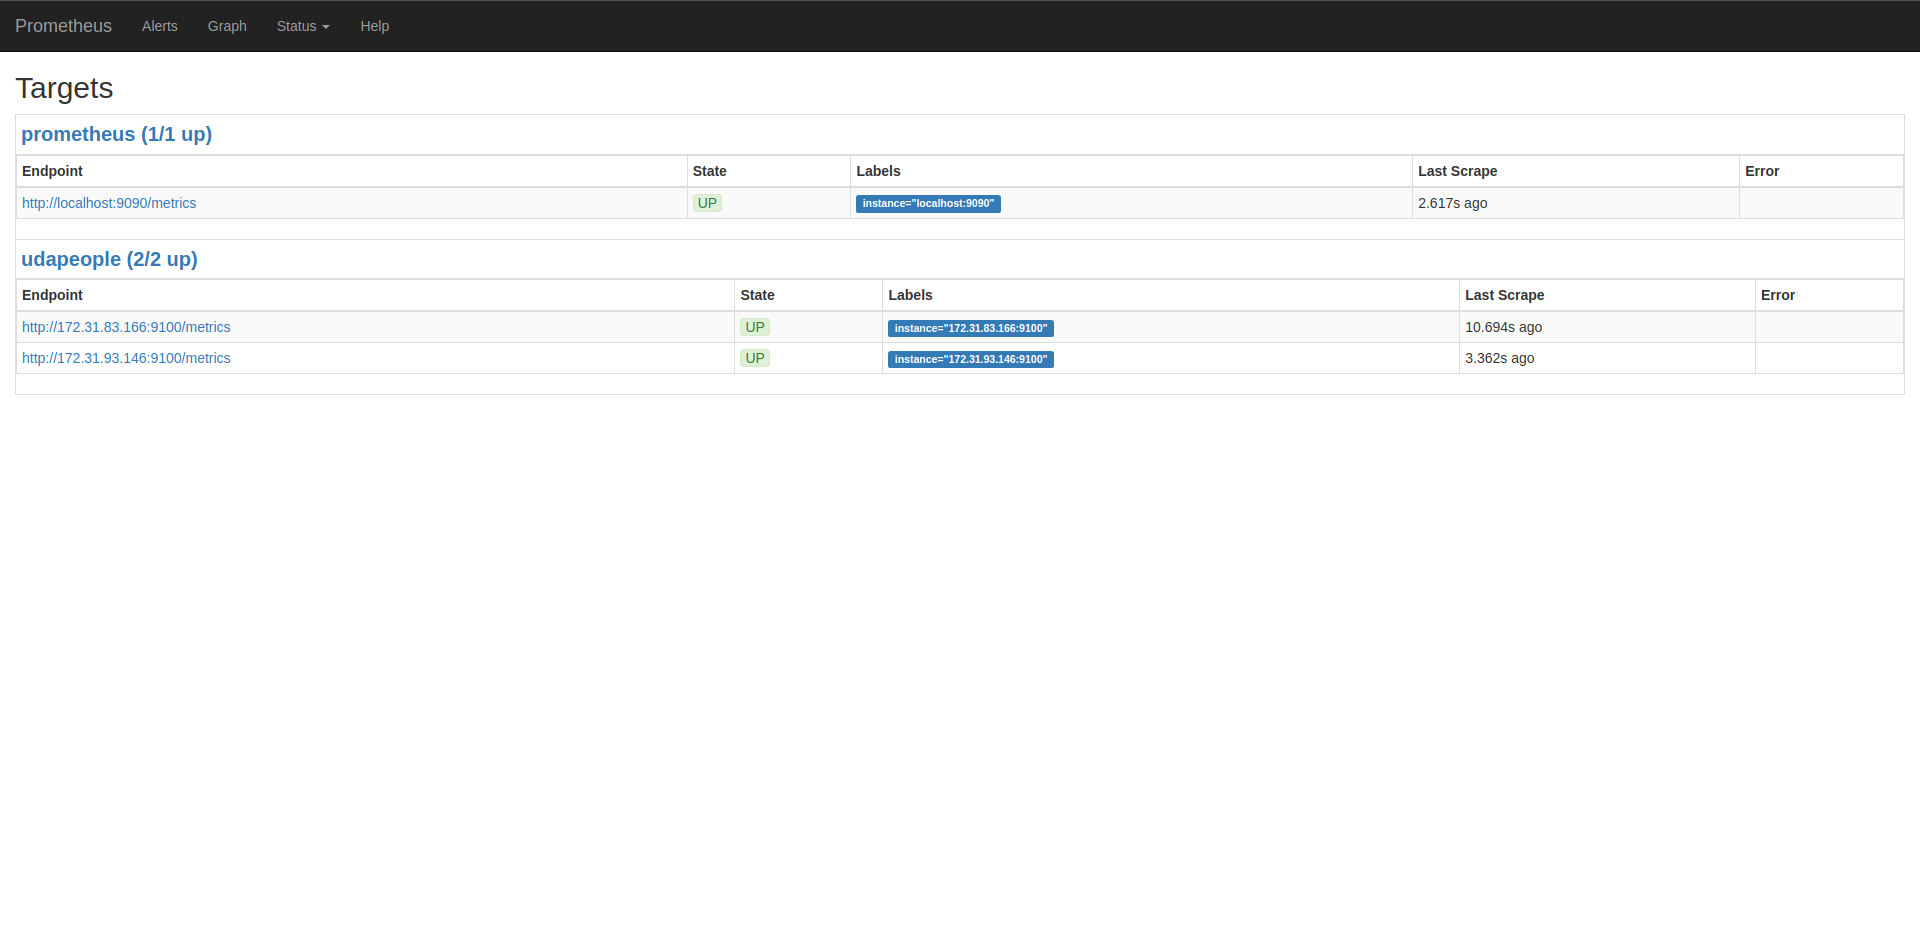 Prometheus Alerts Graph Status Help
Targets
prometheus (1/1 up)
Endpoint State Labels Last Scrape Error
http://localhost:9090/metrics UP instance="localhost:9090" 2.617s ago
udapeople (2/2 up)
Endpoint State Labels Last Scrape Error
http://172.31.83.166:9100/metrics UP instance="172.31.83.166:9100" 10.694s ago
http://172.31.93.146:9100/metrics UP instance="172.31.93.146:9100" 3.362s ago